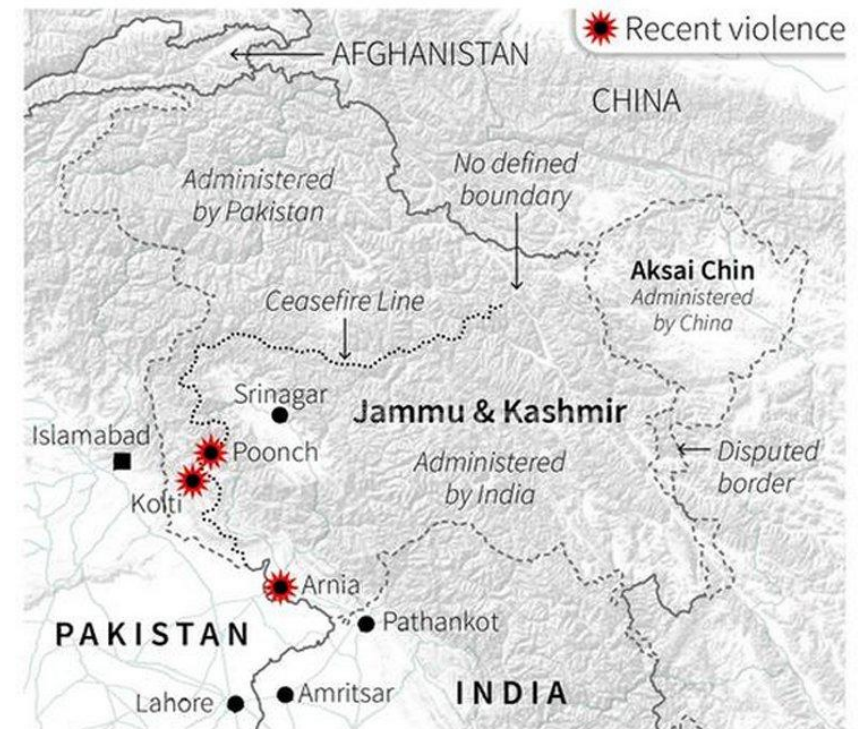 Recent violence
AFGHANISTAN
CHINA
No defined
boundary
Administered
by Pakistan
Aksai Chin
Administered
by China
Ceasefire Line
Srinagar
Jammu & Kashmir
Islamabad
Poonch
Disputed
border
Administered
by India
Kolti
Arnia
PAKISTAN
Pathankot
Lahore
Amritsar
INDIA